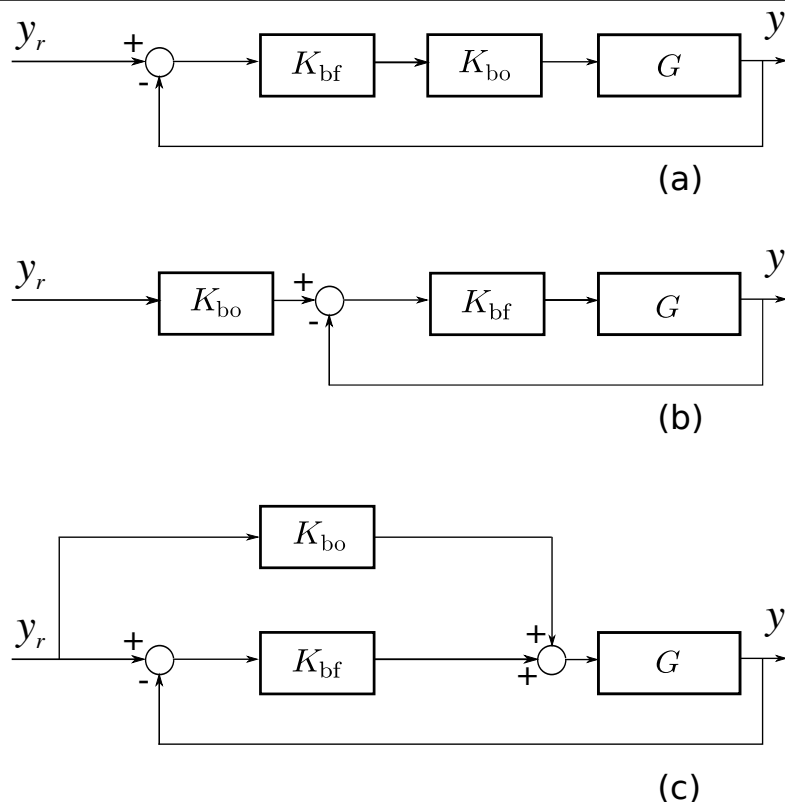 y_r + - K_bf K_bo G y
(a)
y_r K_bo + - K_bf G y
(b)
K_bo
y_r + - K_bf + + G y
(c)